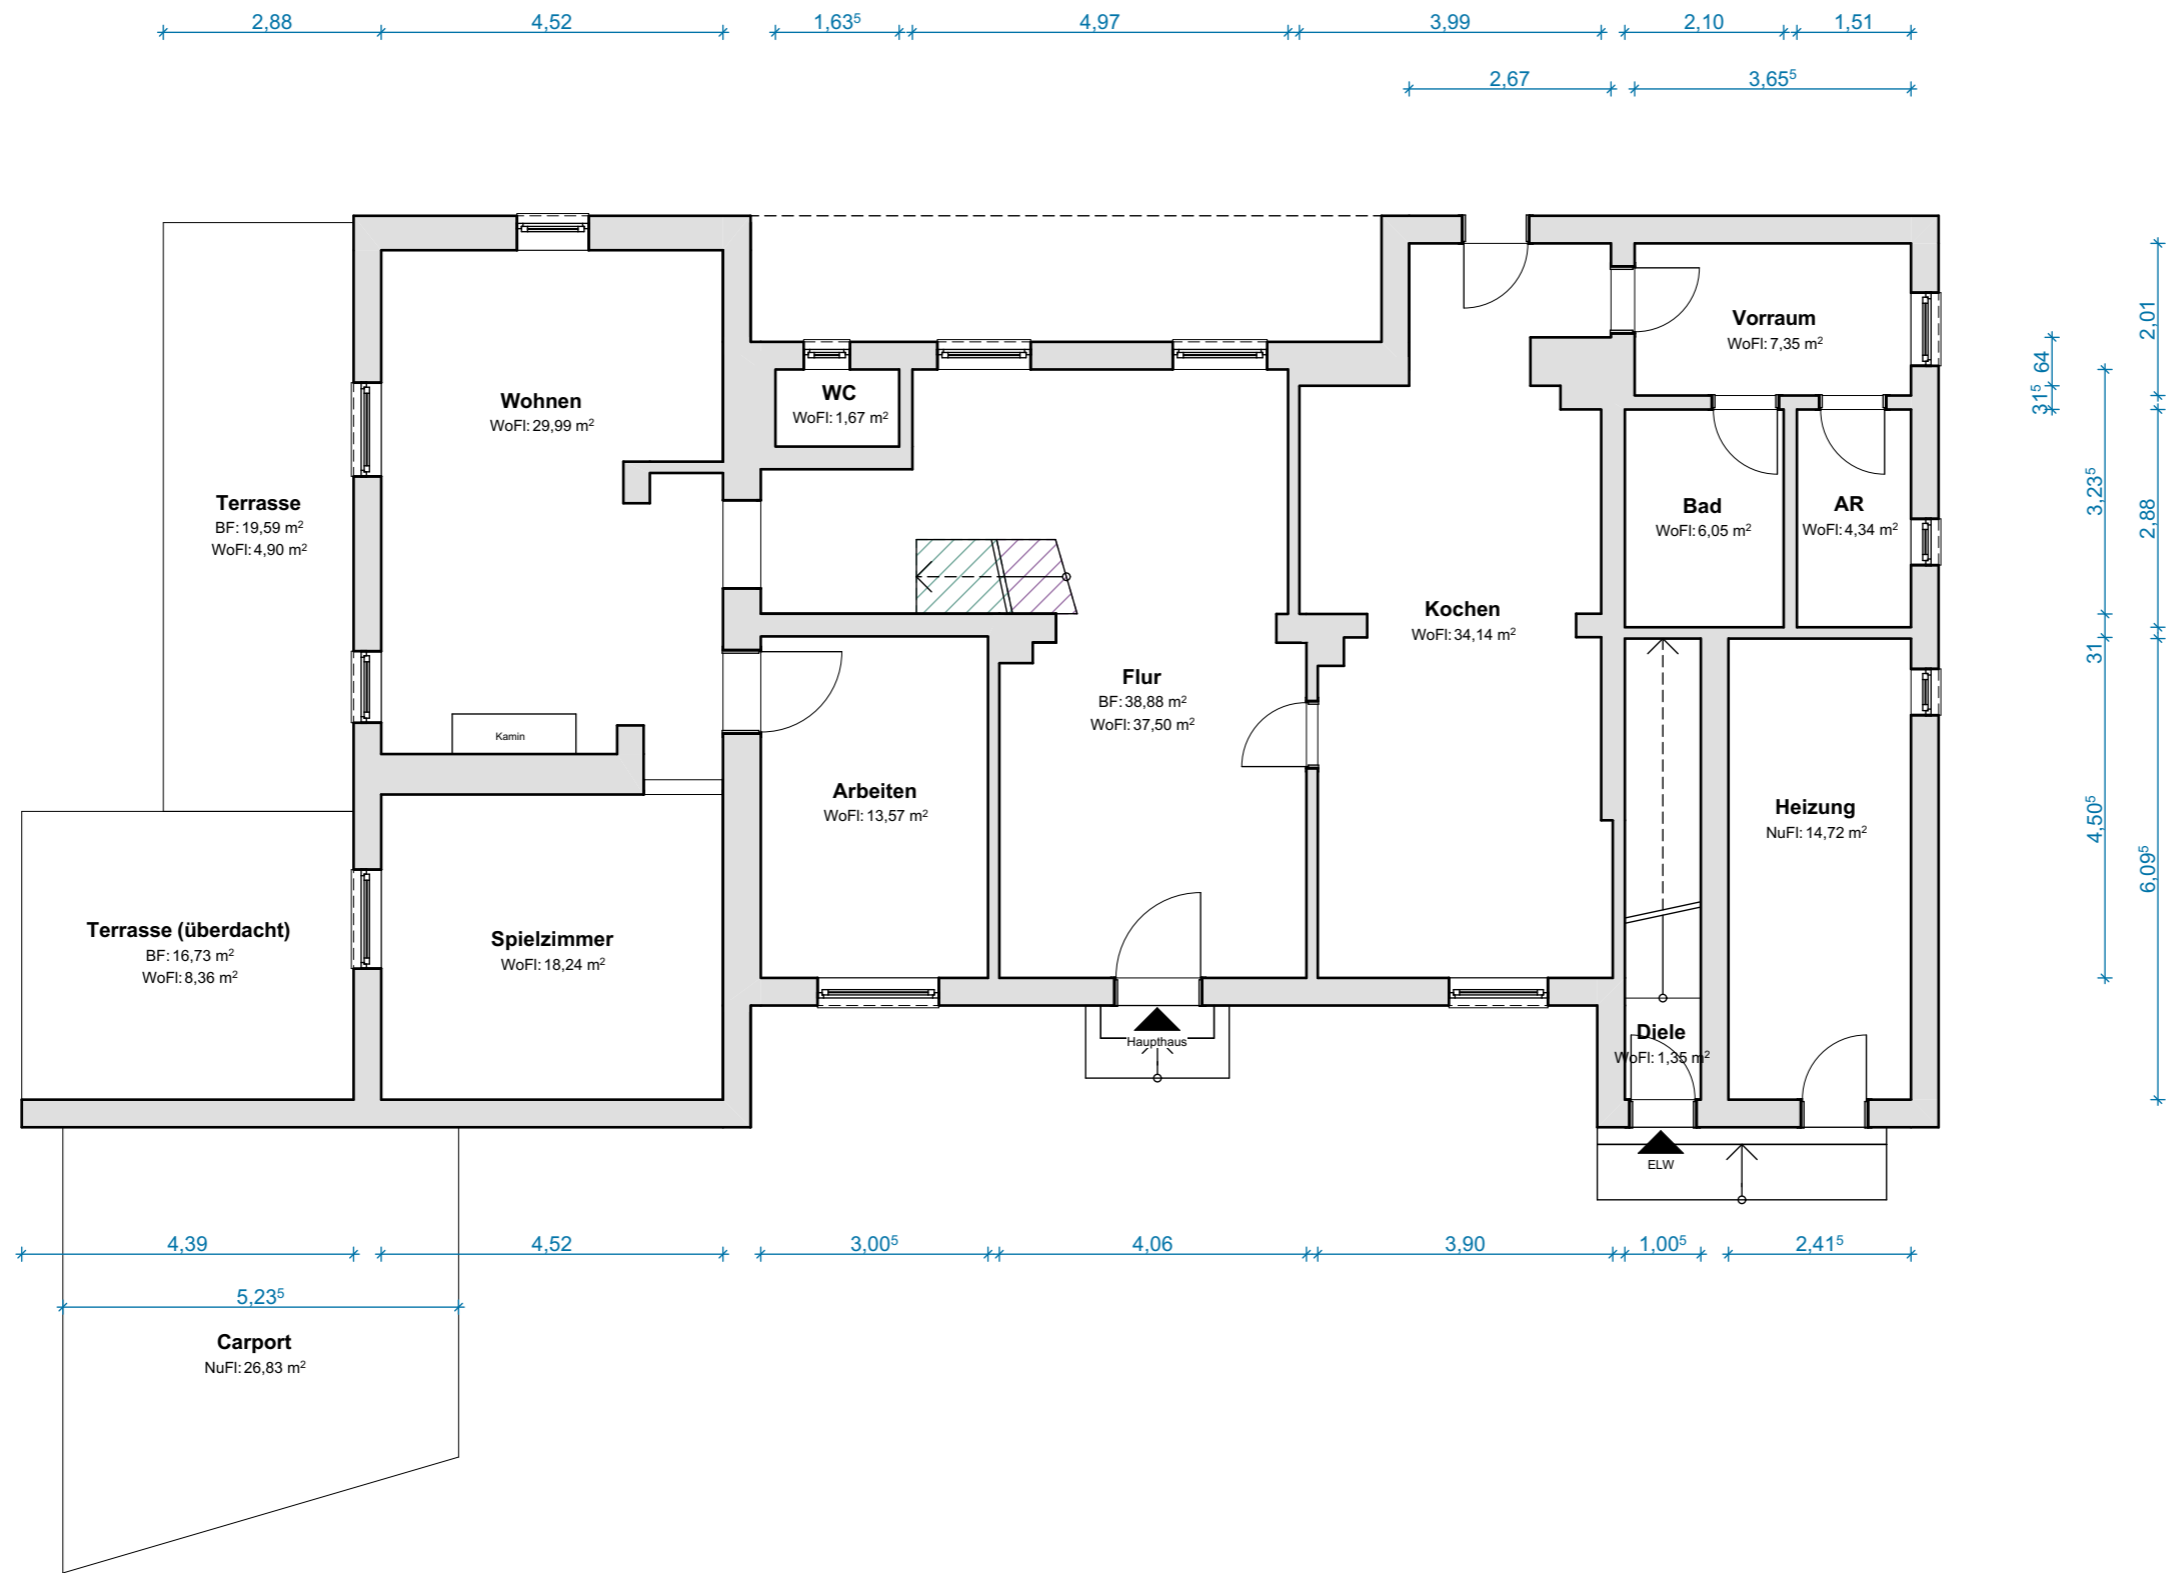 2,88
4,52
1,63⁵
4,97
3,99
2,10
1,51
2,67
3,65⁵
Vorraum
WoFl: 7,35 m²
2,01
64
31⁵
Wohnen
WoFl: 29,99 m²
WC
WoFl: 1,67 m²
Terrasse
BF: 19,59 m²
WoFl: 4,90 m²
Bad
WoFl: 6,05 m²
AR
WoFl: 4,34 m²
3,23⁵
2,88
Kochen
WoFl: 34,14 m²
31
Flur
BF: 38,88 m²
WoFl: 37,50 m²
Kamin
Arbeiten
WoFl: 13,57 m²
Heizung
NuFl: 14,72 m²
4,50⁵
6,09⁵
Terrasse (überdacht)
BF: 16,73 m²
WoFl: 8,36 m²
Spielzimmer
WoFl: 18,24 m²
Haupthaus
Diele
WoFl: 1,35 m²
ELW
4,39
4,52
3,00⁵
4,06
3,90
1,00⁵
2,41⁵
5,23⁵
Carport
NuFl: 26,83 m²